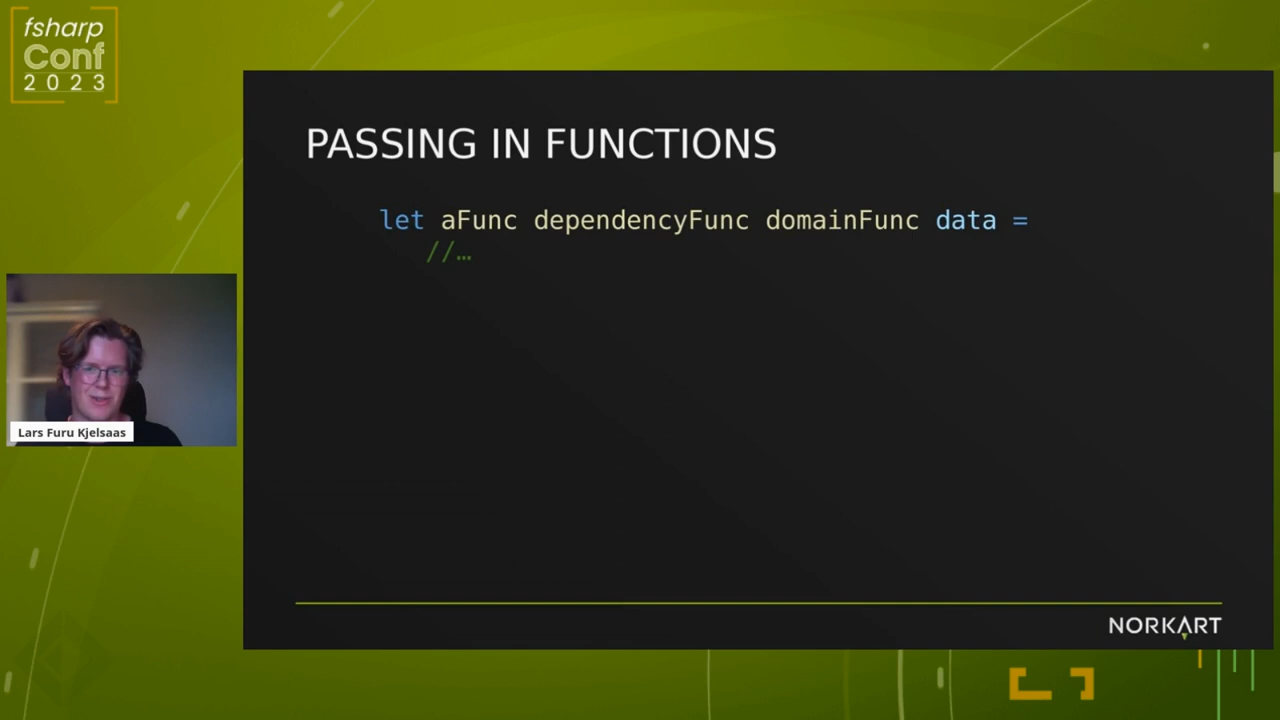 fsharp
Conf
2023
PASSING IN FUNCTIONS
let aFunc dependencyFunc domainFunc data =
//…
Lars Furu Kjelsaas
NORKART